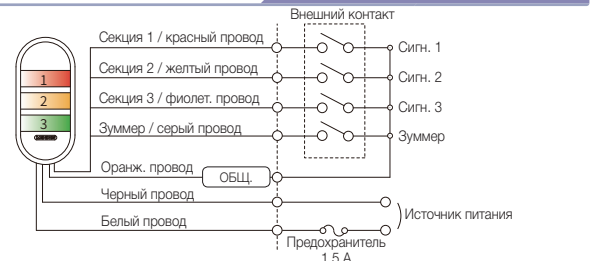 Внешний контакт
Секция 1 / красный провод
Сигн. 1
Секция 2 / желтый провод
Сигн. 2
Секция 3 / фиолет. провод
Сигн. 3
Зуммер / серый провод
Зуммер
1
2
3
Оранж. провод
ОБЩ.
Черный провод
Источник питания
Белый провод
Предохранитель
1.5 А